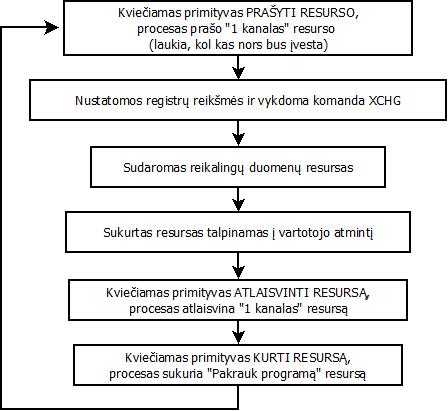 Kviečiamas primityvas PRAŠYTI RESURSO,
procesas prašo "1 kanalas" resurso
(laukia, kol kas nors bus įvesta)
Nustatomos registrų reikšmės ir vykdoma komanda XCHG
Sudaromas reikalingų duomenų resursas
Sukurtas resursas talpinamas į vartotojo atmintį
Kviečiamas primityvas ATLAISVINTI RESURSĄ,
procesas atlaisvina "1 kanalas" resursą
Kviečiamas primityvas KURTI RESURSĄ,
procesas sukuria "Pakrauk programą" resursą